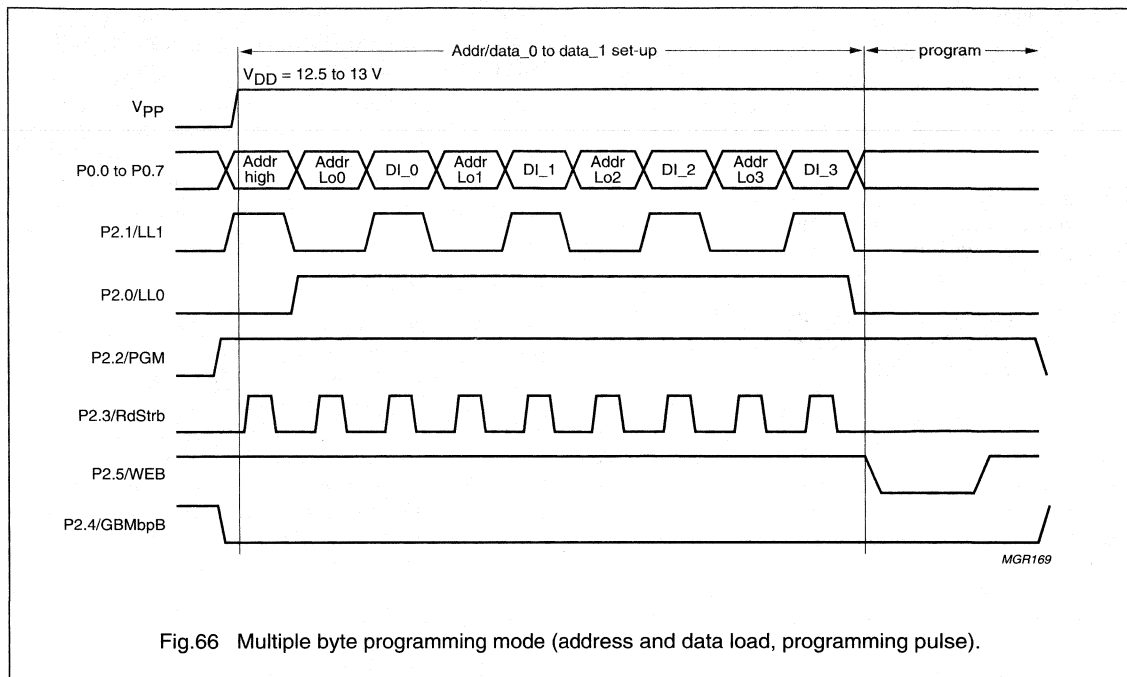 Addr/data_0 to data_1 set-up
program
VDD = 12.5 to 13 V
VPP
P0.0 to P0.7
Addr high
Addr Lo0
DI_0
Addr Lo1
DI_1
Addr Lo2
DI_2
Addr Lo3
DI_3
P2.1/LL1
P2.0/LL0
P2.2/PGM
P2.3/RdStrb
P2.5/WEB
P2.4/GBMbpB
MGR169
Fig.66 Multiple byte programming mode (address and data load, programming pulse).